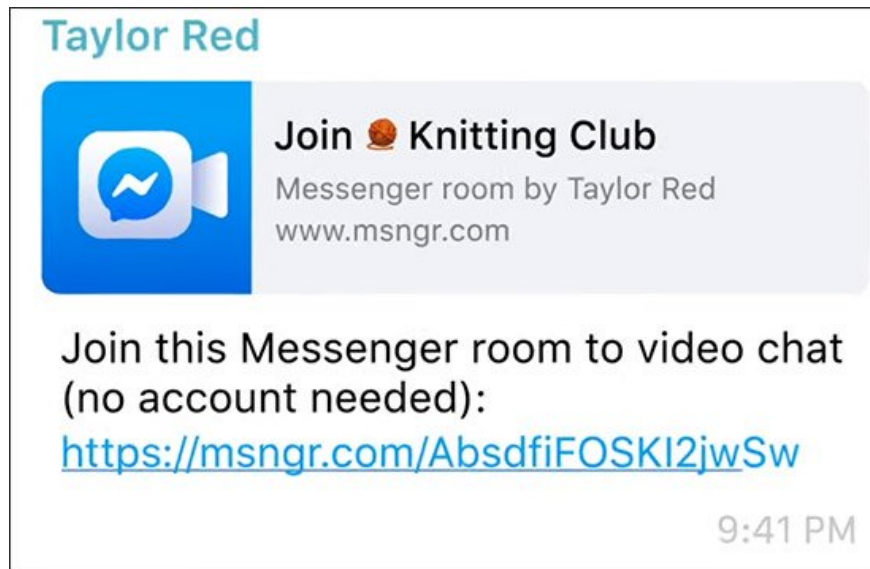 Taylor Red
Join 🧶 Knitting Club
Messenger room by Taylor Red
www.msngr.com
Join this Messenger room to video chat
(no account needed):
https://msngr.com/AbsdfiFOSKI2jwSw
9:41 PM